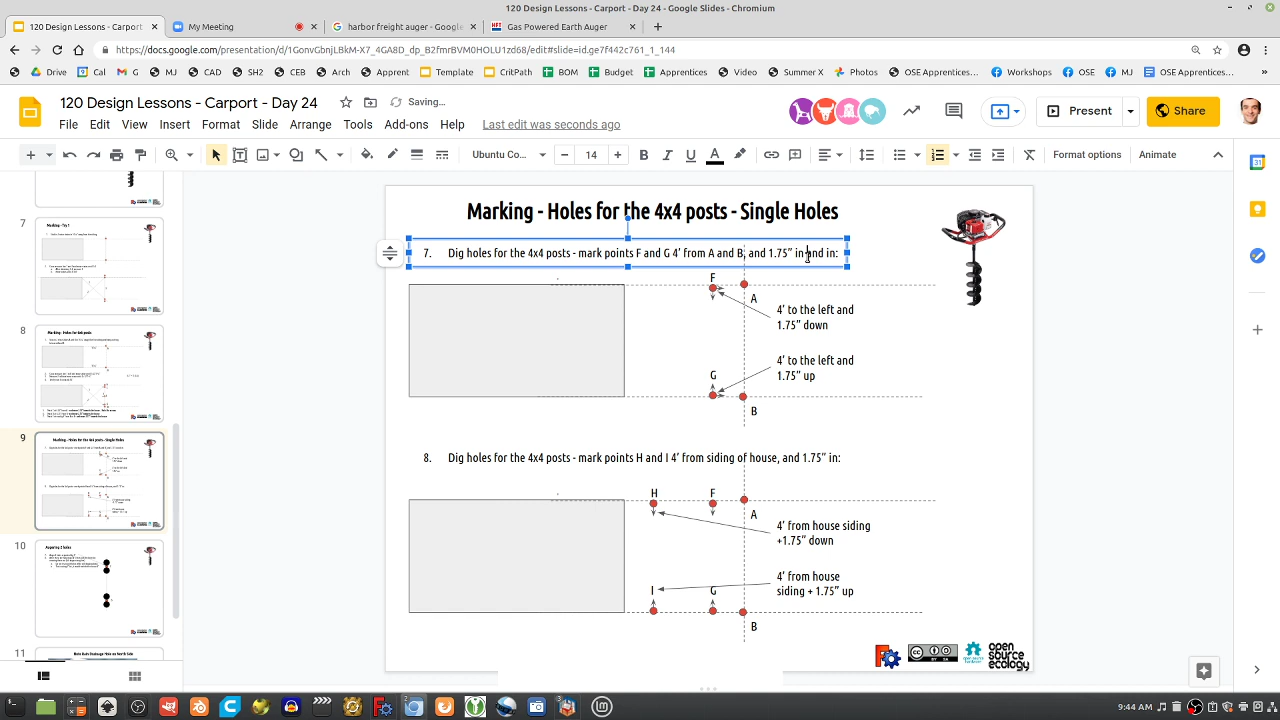 120 Design Lessons - Carport - Day 24 - Google Slides - Chromium
120 Design Lessons - Carport
My Meeting
harbor freight auger - Google
Gas Powered Earth Auger
https://docs.google.com/presentation/d/1GonvGbnjLBkM-X7_4GA8D_dp_B2fmrBVM0HOLU1zd68/edit#slide=id.ge7f442c761_1_144
Drive
Cal
G
MJ
CAD
SH2
CEB
Arch
Apprent
Template
CritPath
BOM
Budget
Apprentices
Video
Summer X
Photos
OSE Apprentices...
Workshops
OSE
MJ
OSE Apprentices...
»
120 Design Lessons - Carport - Day 24
Saving...
File Edit View Insert Format Slide Arrange Tools Add-ons Help Last edit was seconds ago
Present
Share
Ubuntu Co...
14
Format options
Animate
7
8
9
10
11
Marking - Holes for the 4x4 posts - Single Holes
7. Dig holes for the 4x4 posts - mark points F and G 4’ from A and B, and 1.75” in and in:
F
A
4’ to the left and
1.75” down
4’ to the left and
1.75” up
G
B
8. Dig holes for the 4x4 posts - mark points H and I 4’ from siding of house, and 1.75” in:
H
F
A
4’ from house siding
+1.75” down
4’ from house
siding + 1.75” up
I
G
B
open
source
ecology
9:44 AM